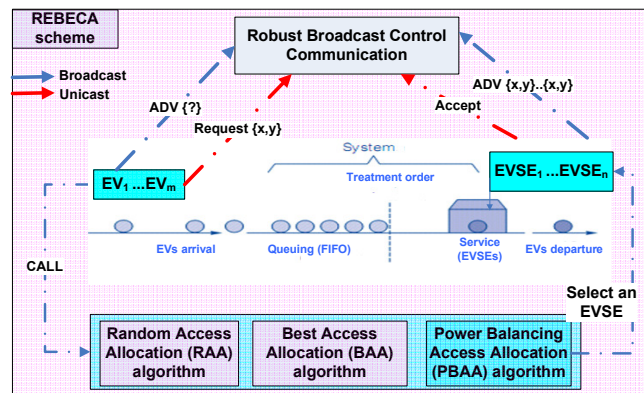 REBECA
scheme
Broadcast
Unicast
Robust Broadcast Control
Communication
ADV {?}
Request {x,y}
ADV {x,y}..{x,y}
Accept
System
Treatment order
EV1 ...EVm
EVSE1 ...EVSEn
EVs arrival
Queuing (FIFO)
Service
(EVSEs)
EVs departure
CALL
Select an
EVSE
Random Access
Allocation (RAA)
algorithm
Best Access
Allocation (BAA)
algorithm
Power Balancing
Access Allocation
(PBAA) algorithm